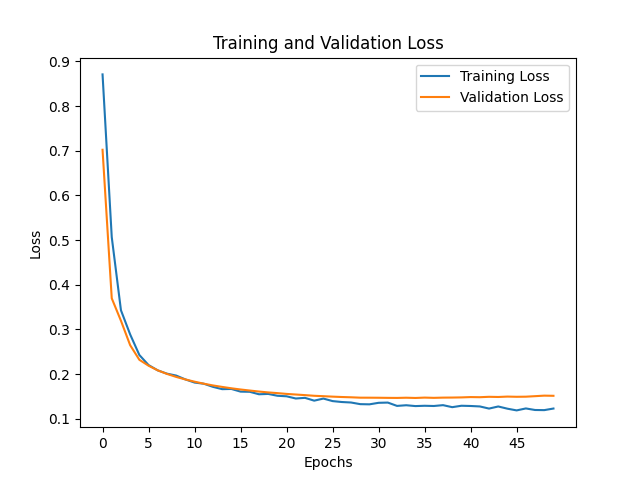 Training and Validation Loss
Training Loss
Validation Loss
Loss
0.9
0.8
0.7
0.6
0.5
0.4
0.3
0.2
0.1
0 5 10 15 20 25 30 35 40 45
Epochs